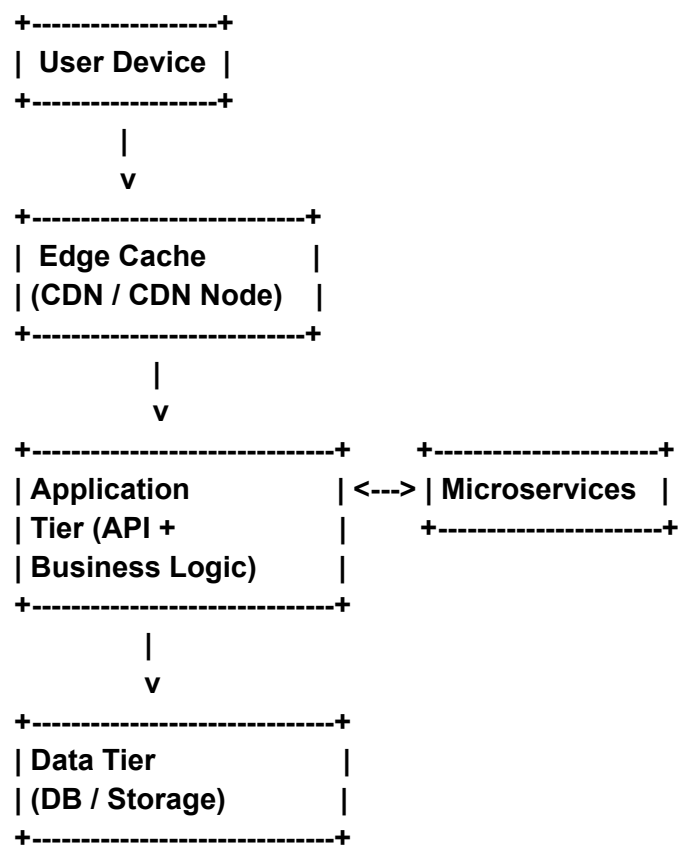 +-------------------+
| User Device |
+-------------------+
|
v
+----------------------------+
| Edge Cache |
| (CDN / CDN Node) |
+----------------------------+
|
v
+-------------------------------+ +-----------------------+
| Application | <---> | Microservices |
| Tier (API + | +-----------------------+
| Business Logic) |
+-------------------------------+
|
v
+-------------------------------+
| Data Tier |
| (DB / Storage) |
+-------------------------------+